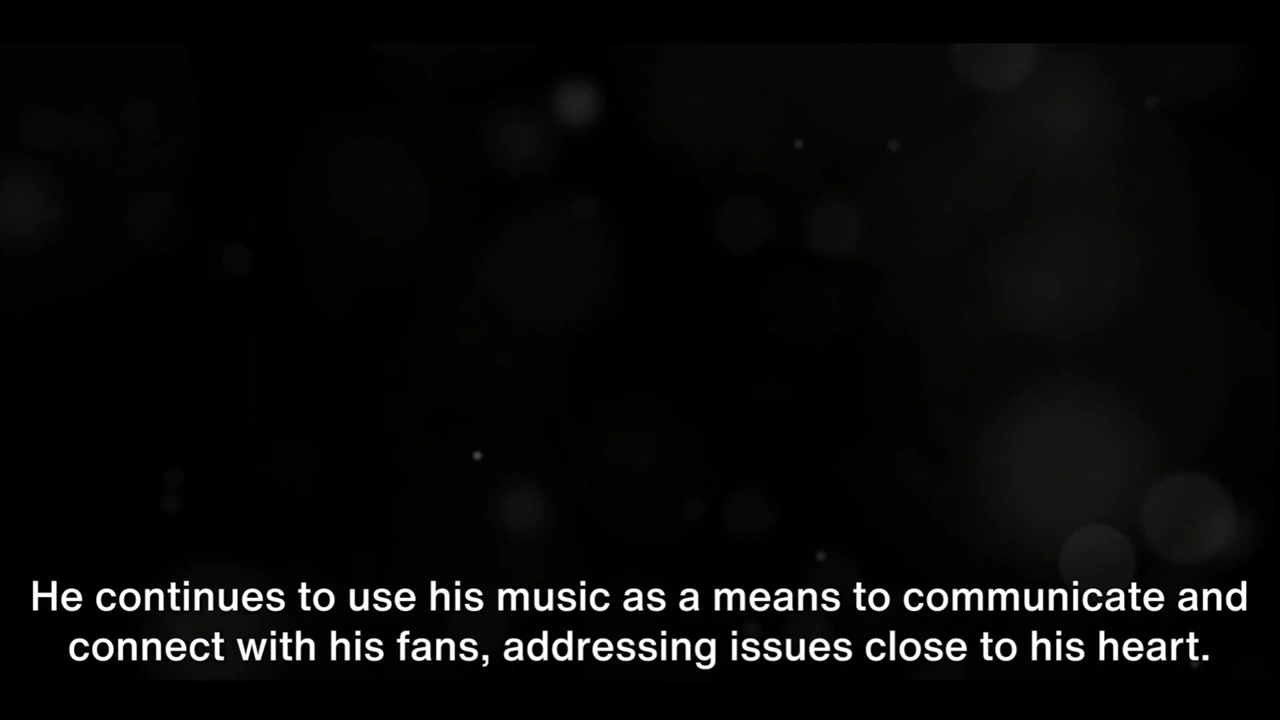 He continues to use his music as a means to communicate and
connect with his fans, addressing issues close to his heart.